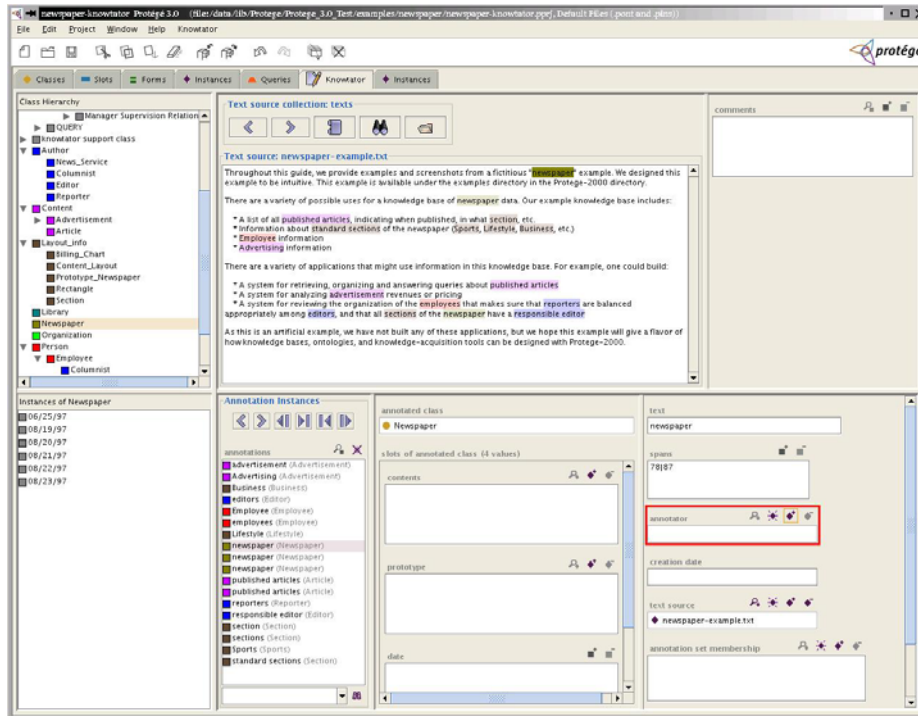 newspaper-knowtator Protégé 3.0 (file:/data/lib/Protege/Protege_3.0_Test/examples/newspaper/newspaper-knowtator.pprj, Default Files (.pont and .pins))
File Edit Project Window Help Knowtator
protégé
Classes Slots Forms Instances Queries Knowtator Instances
Class Hierarchy
Manager Supervision Relation
QUERY
knowtator support class
Author
News_Service
Columnist
Editor
Reporter
Content
Advertisement
Article
Layout_info
Billing_Chart
Content_Layout
Prototype_Newspaper
Rectangle
Section
Library
Newspaper
Organization
Person
Employee
Columnist
Text source collection: texts
Text source: newspaper-example.txt
Throughout this guide, we provide examples and screenshots from a fictitious "newspaper" example. We designed this
example to be intuitive. This example is available under the examples directory in the Protege-2000 directory.
There are a variety of possible uses for a knowledge base of newspaper data. Our example knowledge base includes:
* A list of all published articles, indicating when published, in what section, etc.
* Information about standard sections of the newspaper (Sports, Lifestyle, Business, etc.)
* Employee information
* Advertising information
There are a variety of applications that might use information in this knowledge base. For example, one could build:
* A system for retrieving, organizing and answering queries about published articles
* A system for analyzing advertisement revenues or pricing
* A system for reviewing the organization of the employees that makes sure that reporters are balanced
appropriately among editors, and that all sections of the newspaper have a responsible editor
As this is an artificial example, we have not built any of these applications, but we hope this example will give a flavor of
how knowledge bases, ontologies, and knowledge-acquisition tools can be designed with Protege-2000.
comments
Instances of Newspaper
06/25/97
08/19/97
08/20/97
08/21/97
08/22/97
08/23/97
Annotation Instances
annotations
advertisement (Advertisement)
Advertising (Advertisement)
Business (Business)
editors (Editor)
Employee (Employee)
employees (Employee)
Lifestyle (Lifestyle)
newspaper (Newspaper)
newspaper (Newspaper)
newspaper (Newspaper)
published articles (Article)
published articles (Article)
reporters (Reporter)
responsible editor (Editor)
section (Section)
sections (Section)
Sports (Sports)
standard sections (Section)
annotated class
Newspaper
slots of annotated class (4 values)
contents
prototype
date
text
newspaper
spans
78|87
annotator
creation date
text source
newspaper-example.txt
annotation set membership